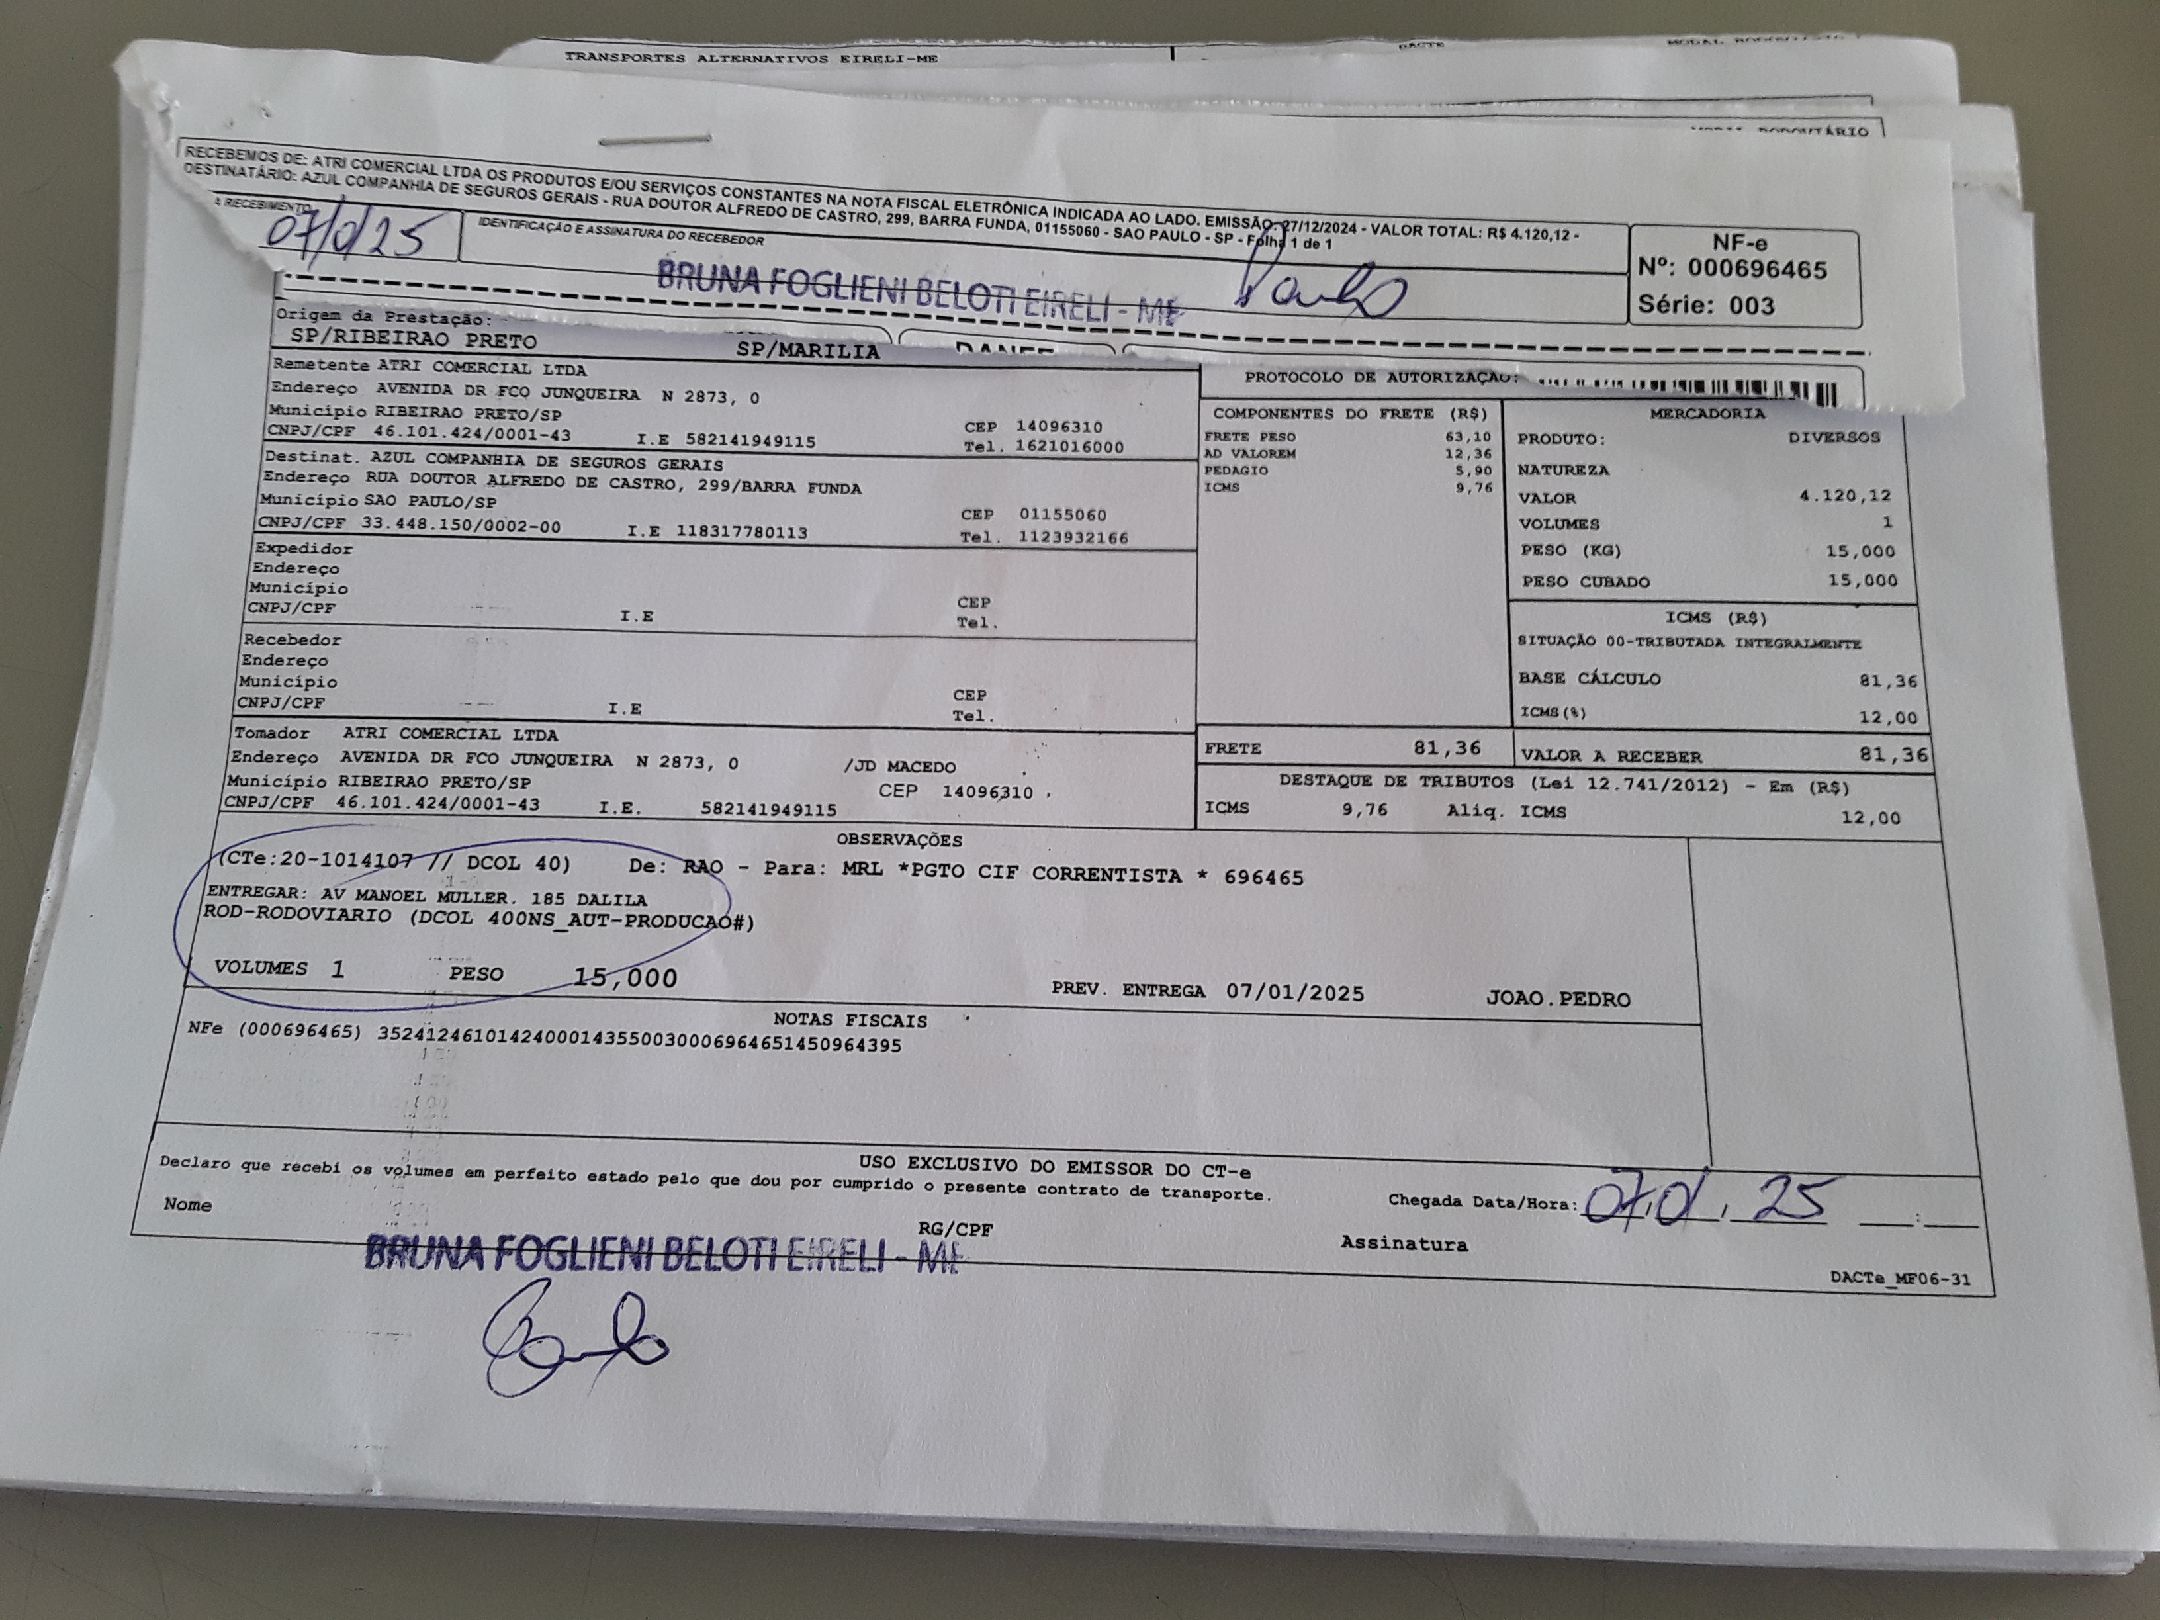 TRANSPORTES ALTERNATIVOS EIRELI-ME
DACTE
RECEBEMOS DE: ATRI COMERCIAL LTDA OS PRODUTOS E/OU SERVIÇOS CONSTANTES NA NOTA FISCAL ELETRÔNICA INDICADA AO LADO. EMISSÃO: 27/12/2024 - VALOR TOTAL: R$ 4.120,12 -
DESTINATÁRIO: AZUL COMPANHIA DE SEGUROS GERAIS - RUA DOUTOR ALFREDO DE CASTRO, 299, BARRA FUNDA, 01155060 - SAO PAULO - SP - Folha 1 de 1
RECEBIMENTO
07/01/25
IDENTIFICAÇÃO E ASSINATURA DO RECEBEDOR
BRUNA FOGLIENI BELOTI EIRELI - ME
Paulo
NF-e
Nº: 000696465
Série: 003
Origem da Prestação:
SP/RIBEIRAO PRETO SP/MARILIA
DANFE
Remetente ATRI COMERCIAL LTDA
Endereço AVENIDA DR FCO JUNQUEIRA N 2873, 0
Município RIBEIRAO PRETO/SP CEP 14096310
CNPJ/CPF 46.101.424/0001-43 I.E 582141949115 Tel. 1621016000
Destinat. AZUL COMPANHIA DE SEGUROS GERAIS
Endereço RUA DOUTOR ALFREDO DE CASTRO, 299/BARRA FUNDA
Município SAO PAULO/SP CEP 01155060
CNPJ/CPF 33.448.150/0002-00 I.E 118317780113 Tel. 1123932166
Expedidor
Endereço
Município CEP
CNPJ/CPF I.E Tel.
Recebedor
Endereço
Município CEP
CNPJ/CPF I.E Tel.
Tomador ATRI COMERCIAL LTDA
Endereço AVENIDA DR FCO JUNQUEIRA N 2873, 0 /JD MACEDO
Município RIBEIRAO PRETO/SP CEP 14096310
CNPJ/CPF 46.101.424/0001-43 I.E. 582141949115
PROTOCOLO DE AUTORIZAÇÃO:
COMPONENTES DO FRETE (R$)
FRETE PESO 63,10
AD VALOREM 12,36
PEDAGIO 5,90
ICMS 9,76
MERCADORIA
PRODUTO: DIVERSOS
NATUREZA
VALOR 4.120,12
VOLUMES 1
PESO (KG) 15,000
PESO CUBADO 15,000
ICMS (R$)
SITUAÇÃO 00-TRIBUTADA INTEGRALMENTE
BASE CÁLCULO 81,36
ICMS(%) 12,00
FRETE 81,36 VALOR A RECEBER 81,36
DESTAQUE DE TRIBUTOS (Lei 12.741/2012) - Em (R$)
ICMS 9,76 Aliq. ICMS 12,00
OBSERVAÇÕES
(CTe:20-1014107 // DCOL 40) De: RAO - Para: MRL *PGTO CIF CORRENTISTA * 696465
ENTREGAR: AV MANOEL MULLER. 185 DALILA
ROD-RODOVIARIO (DCOL 400NS_AUT-PRODUCAO#)
VOLUMES 1 PESO 15,000 PREV. ENTREGA 07/01/2025 JOAO.PEDRO
NOTAS FISCAIS
NFe (000696465) 35241246101424000143550030006964651450964395
USO EXCLUSIVO DO EMISSOR DO CT-e
Declaro que recebi os volumes em perfeito estado pelo que dou por cumprido o presente contrato de transporte.
Chegada Data/Hora: 07.01.25 ___:___
Nome RG/CPF Assinatura
BRUNA FOGLIENI BELOTI EIRELI - ME
DACTe_MF06-31
Paulo